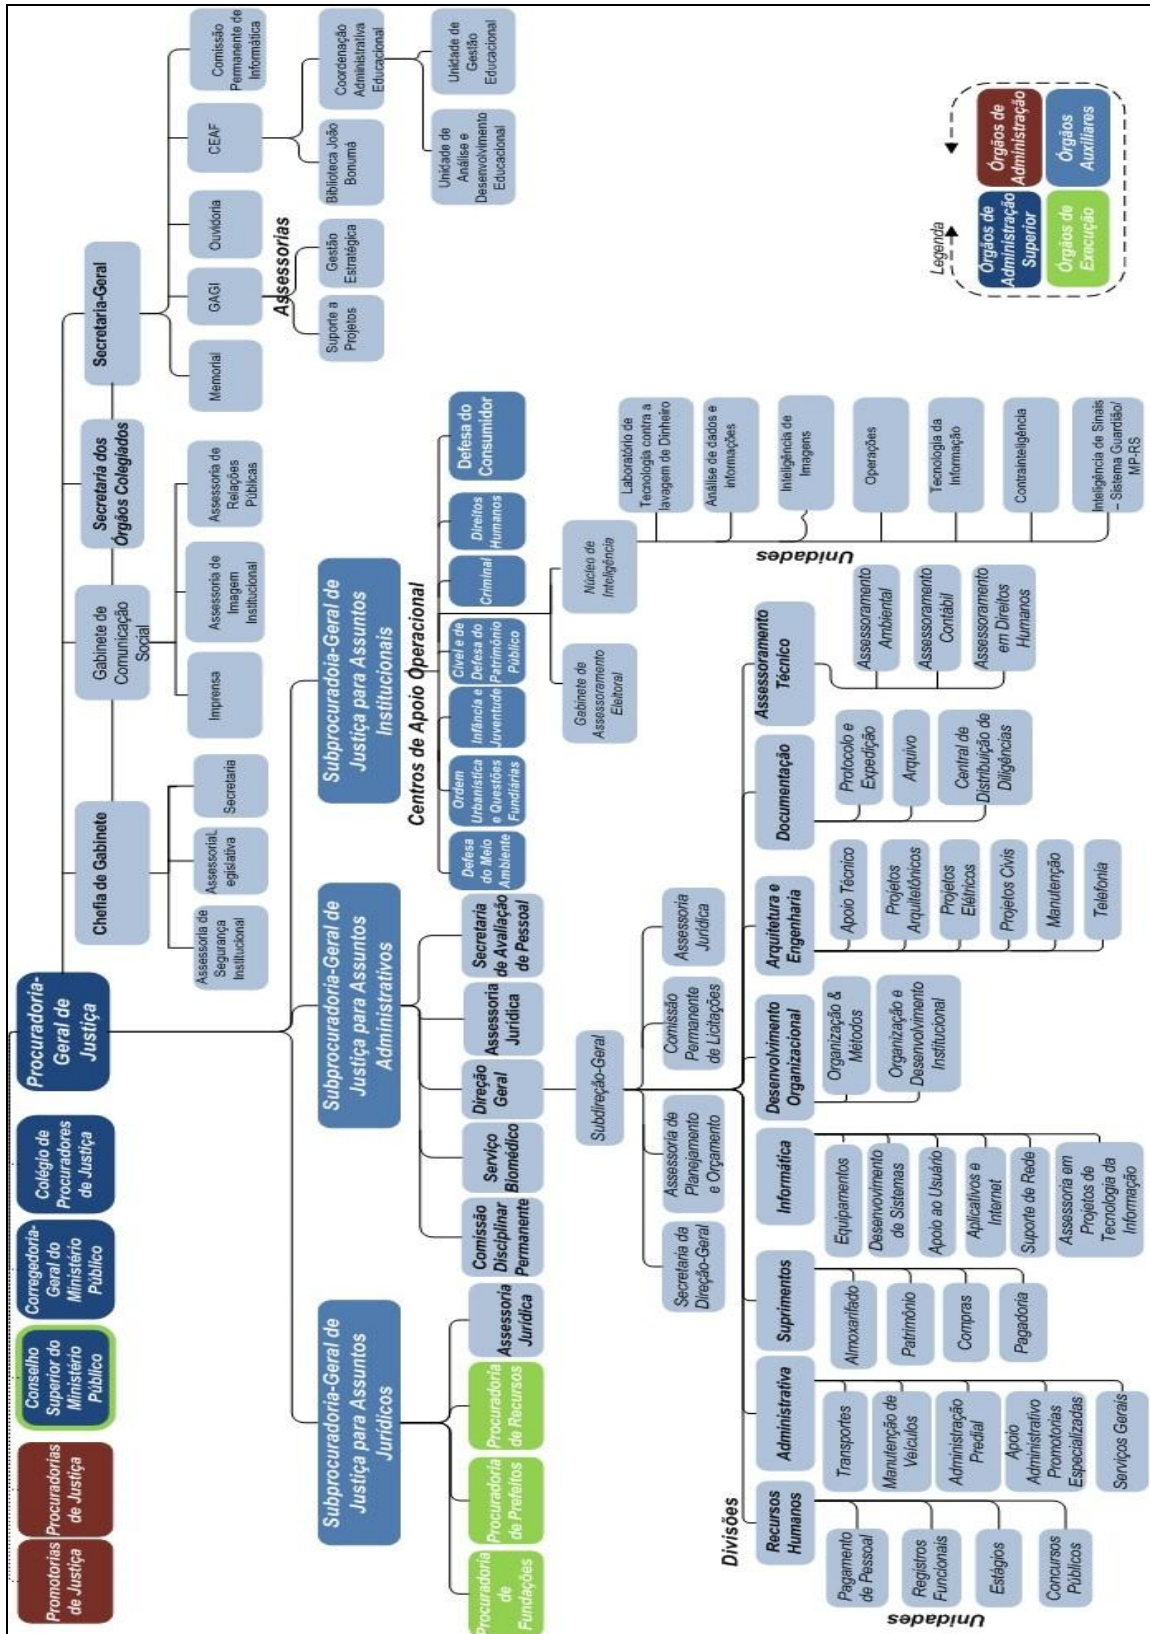 Promotorias
de Justiça
Procuradorias
de Justiça
Conselho
Superior do
Ministério
Público
Corregedoria-
Geral do
Ministério
Público
Colégio de
Procuradores
de Justiça
Procuradoria-
Geral de
Justiça
Chefia de Gabinete
Gabinete de
Comunicação
Social
Secretaria dos
Órgãos Colegiados
Secretaria-Geral
Assessoria de
Segurança
Institucional
AssessoriaL
egislativa
Secretaria
Imprensa
Assessoria de
Imagem
Institucional
Assessoria de
Relações
Públicas
Memorial
GAGI
Ouvidoria
CEAF
Comissão
Permanente de
Informática
Assessorias
Suporte a
Projetos
Gestão
Estratégica
Biblioteca João
Bonumá
Coordenação
Administrativa
Educacional
Unidade de
Análise e
Desenvolvimento
Educacional
Unidade de
Gestão
Educacional
Subprocuradoria-Geral de
Justiça para Assuntos
Jurídicos
Subprocuradoria-Geral de
Justiça para Assuntos
Administrativos
Subprocuradoria-Geral de
Justiça para Assuntos
Institucionais
Procuradoria
de
Fundações
Procuradoria
de Prefeitos
Procuradoria
de Recursos
Assessoria
Jurídica
Comissão
Disciplinar
Permanente
Serviço
Biomédico
Direção
Geral
Assessoria
Jurídica
Secretaria
de Avaliação
de Pessoal
Centros de Apoio Operacional
Defesa
do Meio
Ambiente
Ordem
Urbanística
e Questões
Fundiárias
Infância e
Juventude
Cível e de
Defesa do
Patrimônio
Público
Criminal
Direitos
Humanos
Defesa do
Consumidor
Gabinete de
Assessoramento
Eleitoral
Núcleo de
Inteligência
Unidades
Laboratório de
Tecnologia contra a
lavagem de Dinheiro
Análise de dados e
informações
Inteligência de
Imagens
Operações
Tecnologia da
Informação
Contrainteligência
Inteligência de Sinais
– Sistema Guardião/
MP-RS
Subdireção-Geral
Secretaria da
Direção-Geral
Assessoria de
Planejamento
e Orçamento
Comissão
Permanente
de Licitações
Assessoria
Jurídica
Divisões
Recursos
Humanos
Administrativa
Suprimentos
Informática
Desenvolvimento
Organizacional
Arquitetura e
Engenharia
Documentação
Assessoramento
Técnico
Unidades
Pagamento
de Pessoal
Registros
Funcionais
Estágios
Concursos
Públicos
Transportes
Manutenção de
Veículos
Administração
Predial
Apoio
Administrativo
Promotorias
Especializadas
Serviços Gerais
Almoxarifado
Patrimônio
Compras
Pagadoria
Equipamentos
Desenvovimento
de Sistemas
Apoio ao Usuário
Aplicativos e
Internet
Suporte de Rede
Assessoria em
Projetos de
Tecnologia da
Informação
Organização &
Métodos
Organização e
Desenvolvimento
Institucional
Apoio Técnico
Projetos
Arquitetônicos
Projetos
Elétricos
Projetos Civis
Manutenção
Telefonia
Protocolo e
Expedição
Arquivo
Central de
Distribuição de
Diligências
Assessoramento
Ambiental
Assessoramento
Contábil
Assessoramento
em Direitos
Humanos
Legenda
Órgãos de
Administração
Superior
Órgãos de
Administração
Órgãos de
Execução
Órgãos
Auxiliares